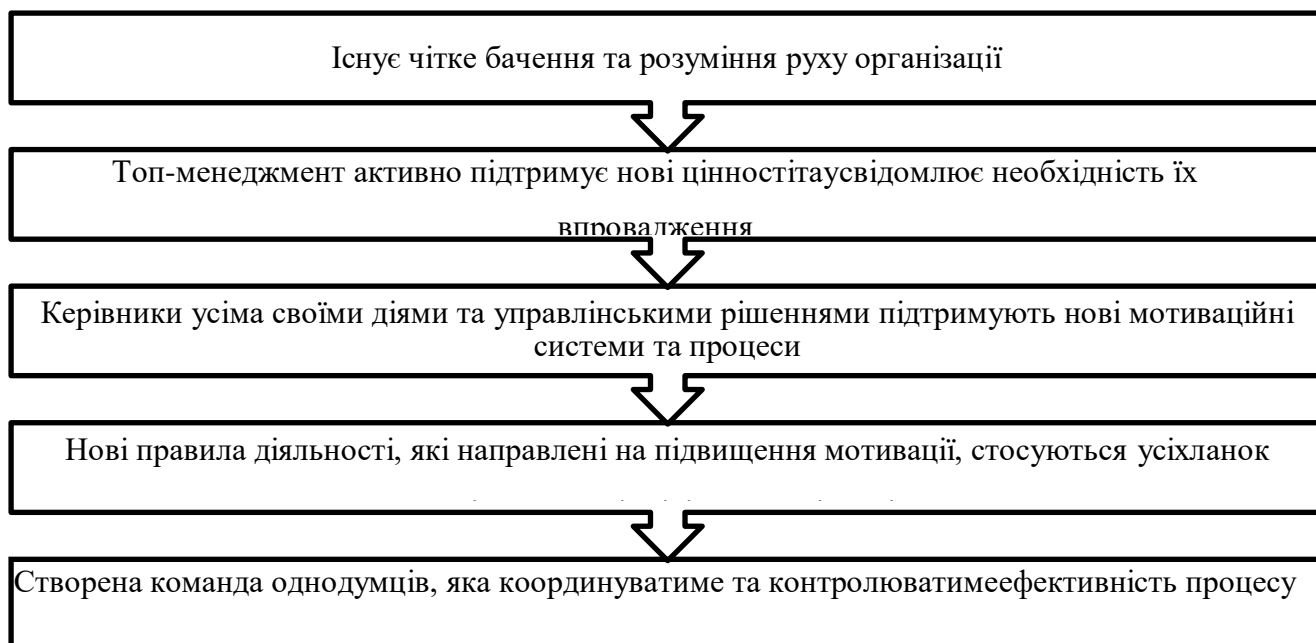 Існує чітке бачення та розуміння руху організації
Топ-менеджмент активно підтримує нові цінностітаусвідомлює необхідність їх
впровадження
Керівники усіма своїми діями та управлінськими рішеннями підтримують нові мотиваційні
системи та процеси
Нові правила діяльності, які направлені на підвищення мотивації, стосуються усіхланок
Створена команда однодумців, яка координуватиме та контролюватимеефективність процесу